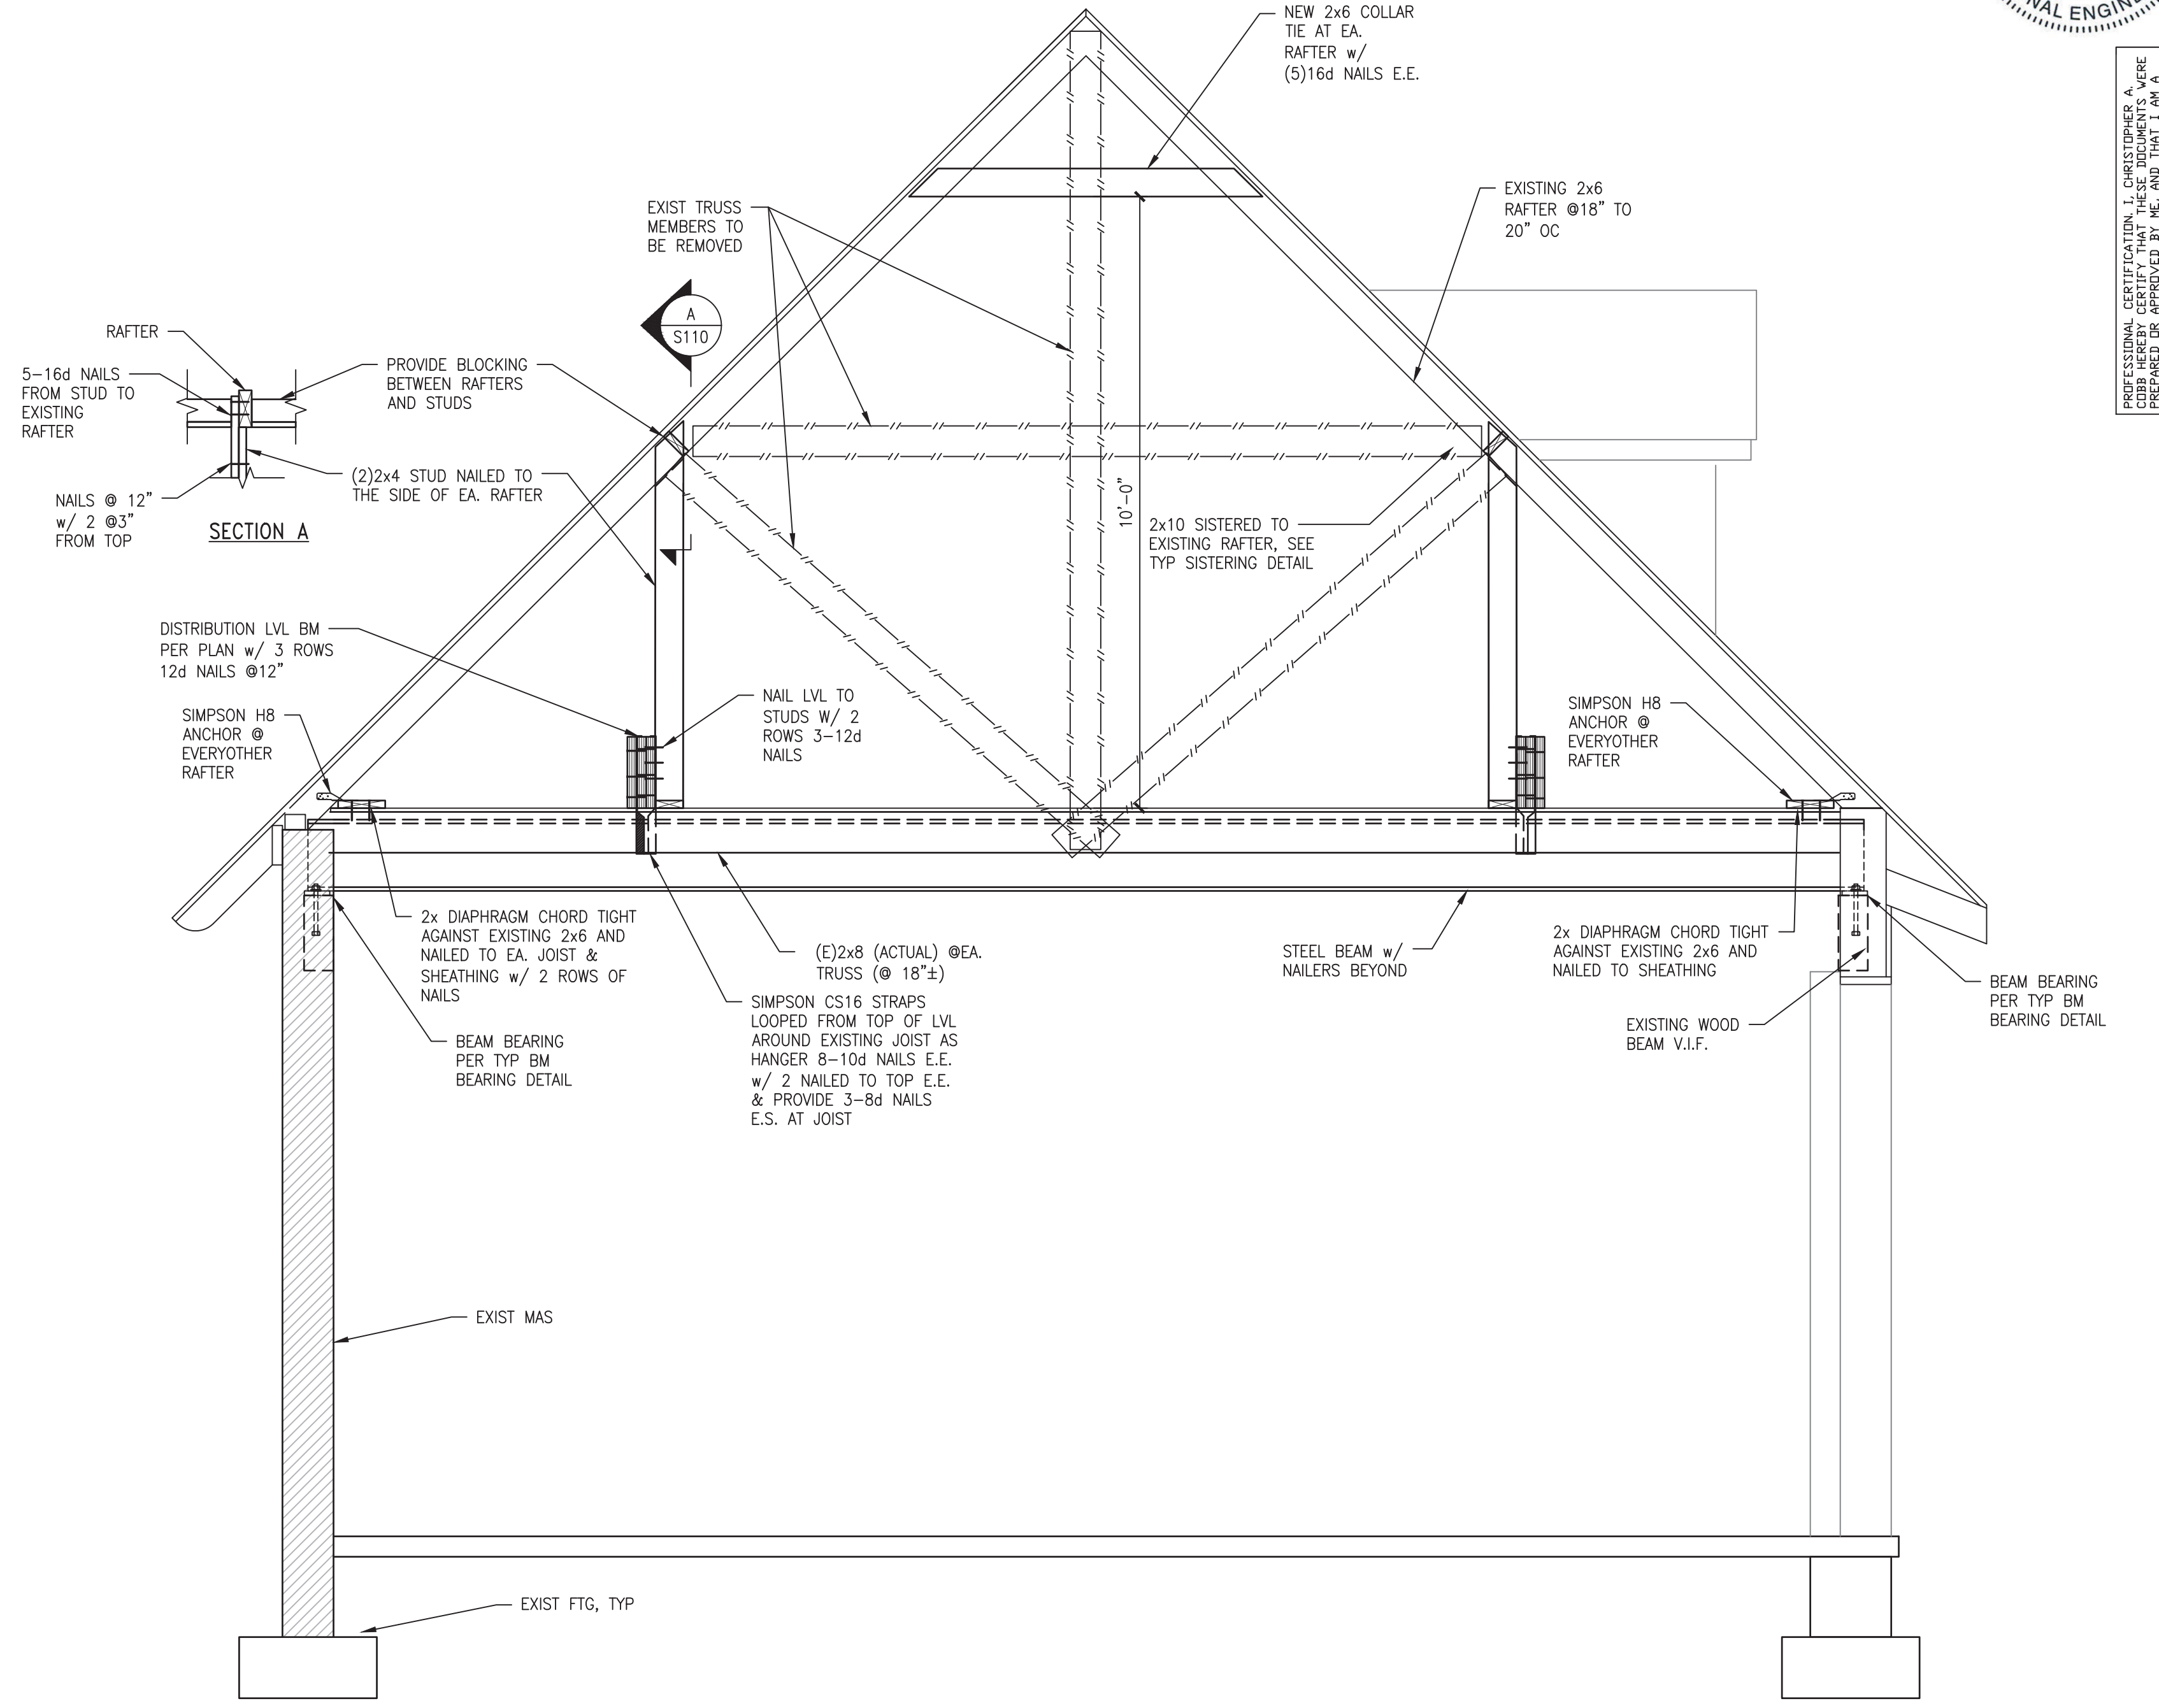 NEW 2x6 COLLAR
TIE AT EA.
RAFTER w/
(5)16d NAILS E.E.
NAL ENGIN
PROFESSIONAL CERTIFICATION. I, CHRISTOPHER A.
COBB HEREBY CERTIFY THAT THESE DOCUMENTS WERE
PREPARED OR APPROVED BY ME, AND THAT I AM A
EXISTING 2x6
RAFTER @18" TO
20" OC
EXIST TRUSS
MEMBERS TO
BE REMOVED
A
S110
RAFTER
5-16d NAILS
FROM STUD TO
EXISTING
RAFTER
PROVIDE BLOCKING
BETWEEN RAFTERS
AND STUDS
(2)2x4 STUD NAILED TO
THE SIDE OF EA. RAFTER
NAILS @ 12"
w/ 2 @3"
FROM TOP
SECTION A
10'-0"
2x10 SISTERED TO
EXISTING RAFTER, SEE
TYP SISTERING DETAIL
DISTRIBUTION LVL BM
PER PLAN w/ 3 ROWS
12d NAILS @12"
SIMPSON H8
ANCHOR @
EVERYOTHER
RAFTER
NAIL LVL TO
STUDS W/ 2
ROWS 3-12d
NAILS
SIMPSON H8
ANCHOR @
EVERYOTHER
RAFTER
2x DIAPHRAGM CHORD TIGHT
AGAINST EXISTING 2x6 AND
NAILED TO EA. JOIST &
SHEATHING w/ 2 ROWS OF
NAILS
(E)2x8 (ACTUAL) @EA.
TRUSS (@ 18"±)
STEEL BEAM w/
NAILERS BEYOND
2x DIAPHRAGM CHORD TIGHT
AGAINST EXISTING 2x6 AND
NAILED TO SHEATHING
BEAM BEARING
PER TYP BM
BEARING DETAIL
SIMPSON CS16 STRAPS
LOOPED FROM TOP OF LVL
AROUND EXISTING JOIST AS
HANGER 8-10d NAILS E.E.
w/ 2 NAILED TO TOP E.E.
& PROVIDE 3-8d NAILS
E.S. AT JOIST
EXISTING WOOD
BEAM V.I.F.
BEAM BEARING
PER TYP BM
BEARING DETAIL
EXIST MAS
EXIST FTG, TYP